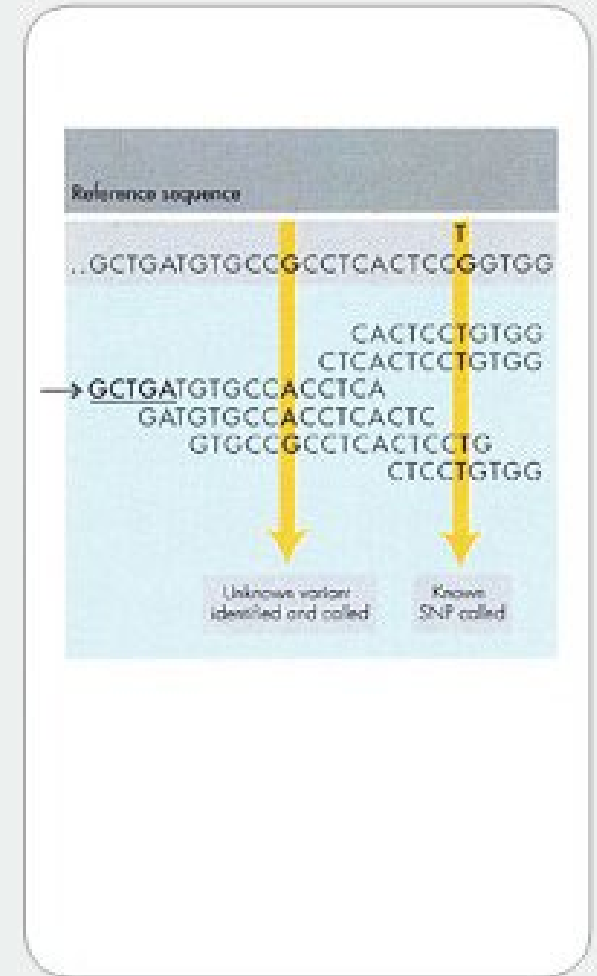 Reference sequence
T
..GCTGATGTGCCGCCTCACTCCGGTGG
CACTCCTGTGG
CTCACTCCTGTGG
→ GCTGATGTGCCACCTCA
GATGTGCCACCTCACTC
GTGCCGCCTCACTCCTG
CTCCTGTGG
Unknown variant
identified and called
Known
SNP called